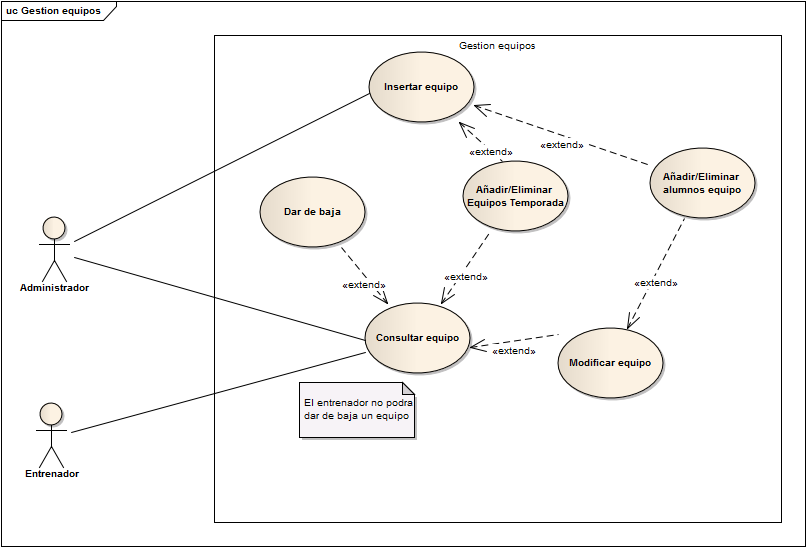 uc Gestion equipos
Gestion equipos
Insertar equipo
«extend»
«extend»
Añadir/Eliminar
Equipos Temporada
Añadir/Eliminar
alumnos equipo
Dar de baja
Administrador
«extend»
«extend»
«extend»
Consultar equipo
«extend»
Modificar equipo
El entrenador no podra
dar de baja un equipo
Entrenador